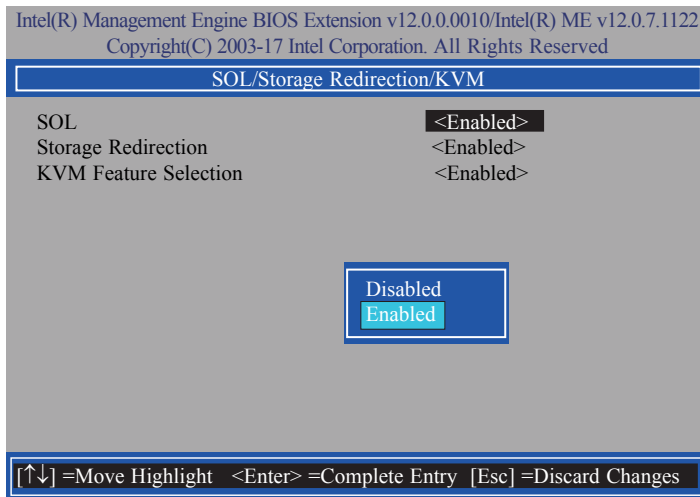 Intel(R) Management Engine BIOS Extension v12.0.0.0010/Intel(R) ME v12.0.7.1122
Copyright(C) 2003-17 Intel Corporation. All Rights Reserved
SOL/Storage Redirection/KVM
SOL <Enabled>
Storage Redirection <Enabled>
KVM Feature Selection <Enabled>
Disabled
Enabled
[↑↓] =Move Highlight <Enter> =Complete Entry [Esc] =Discard Changes